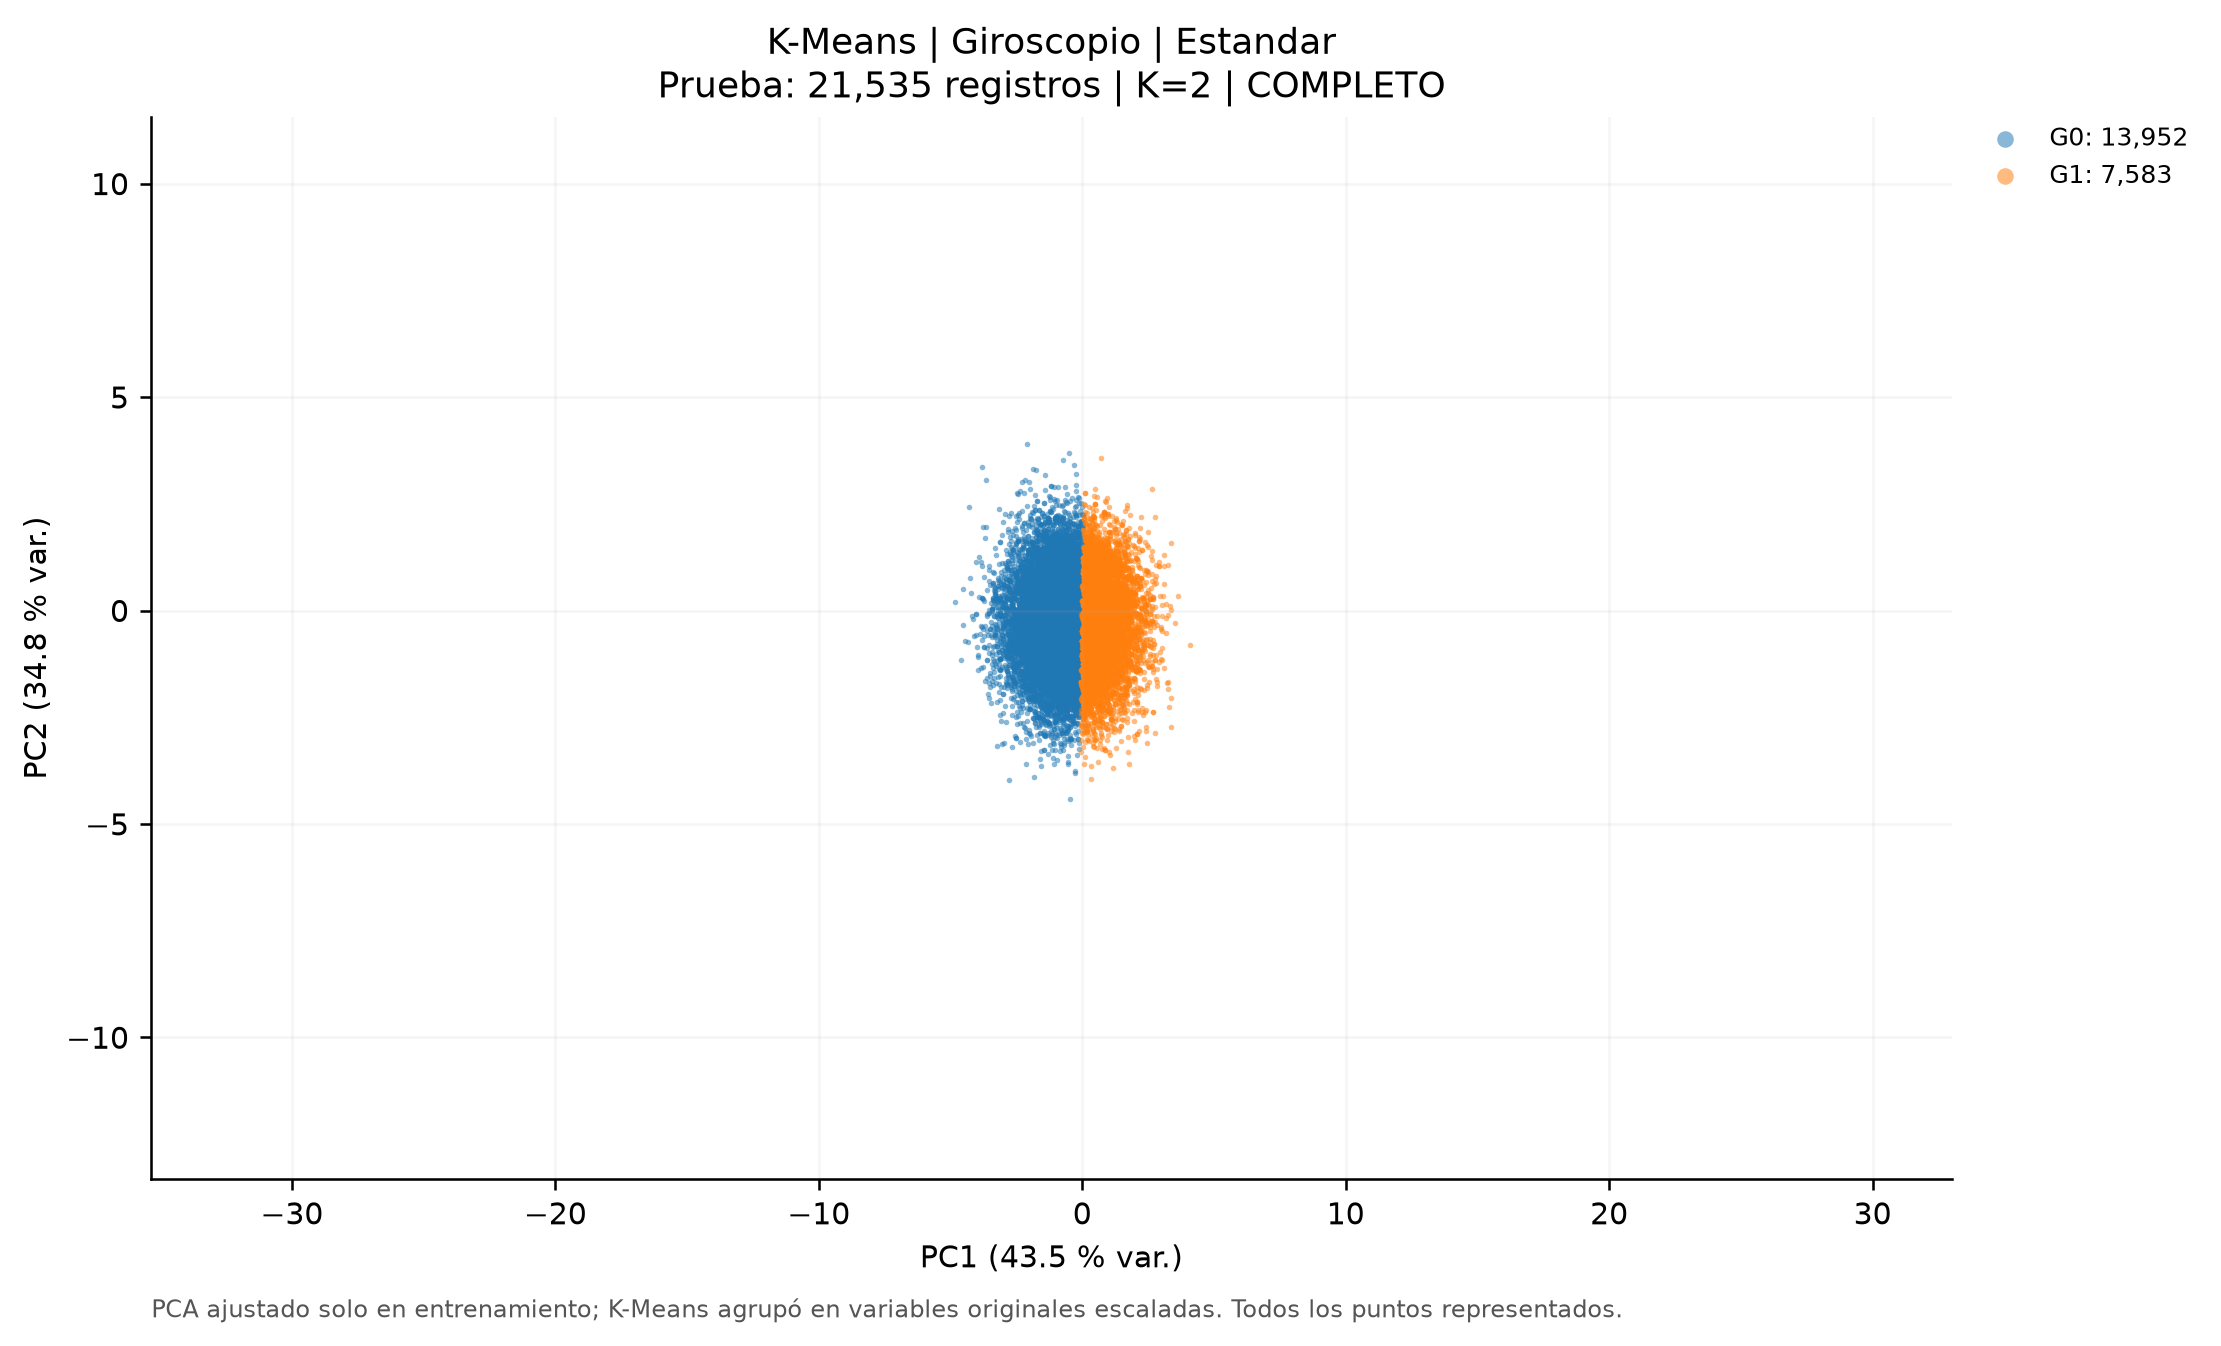 K-Means | Giroscopio | Estandar
Prueba: 21,535 registros | K=2 | COMPLETO
G0: 13,952
G1: 7,583
10
5
0
−5
−10
PC2 (34.8 % var.)
−30
−20
−10
0
10
20
30
PC1 (43.5 % var.)
PCA ajustado solo en entrenamiento; K-Means agrupó en variables originales escaladas. Todos los puntos representados.